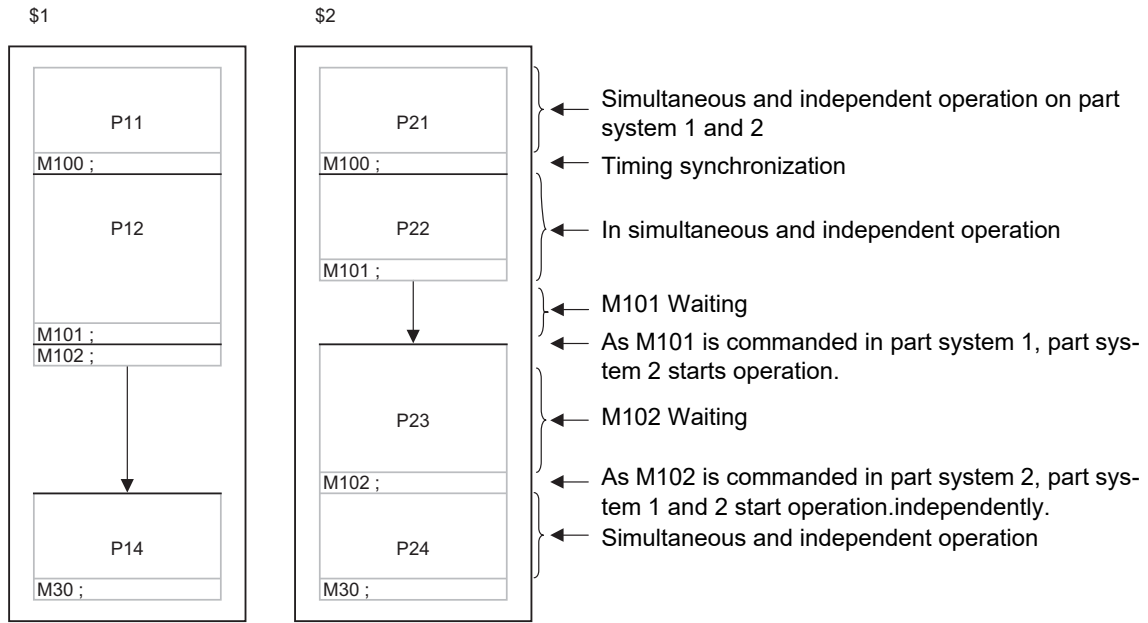 $1
$2
P11
M100 ;
P12
M101 ;
M102 ;
P14
M30 ;
P21
M100 ;
P22
M101 ;
P23
M102 ;
P24
M30 ;
Simultaneous and independent operation on part
system 1 and 2
Timing synchronization
In simultaneous and independent operation
M101 Waiting
As M101 is commanded in part system 1, part sys-
tem 2 starts operation.
M102 Waiting
As M102 is commanded in part system 2, part sys-
tem 1 and 2 start operation.independently.
Simultaneous and independent operation